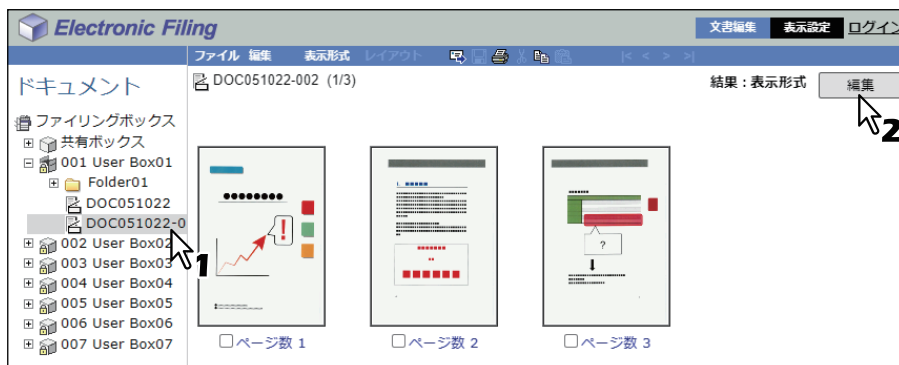 Electronic Filing
文書編集 表示設定 ログイン
ファイル 編集 表示形式 レイアウト |< < > >|
ドキュメント
DOC051022-002 (1/3)
結果：表示形式 編集
2
ファイリングボックス
共有ボックス
001 User Box01
Folder01
DOC051022
DOC051022-0
1
002 User Box02
003 User Box03
004 User Box04
005 User Box05
006 User Box06
007 User Box07
!
1.
?
ページ数 1
ページ数 2
ページ数 3